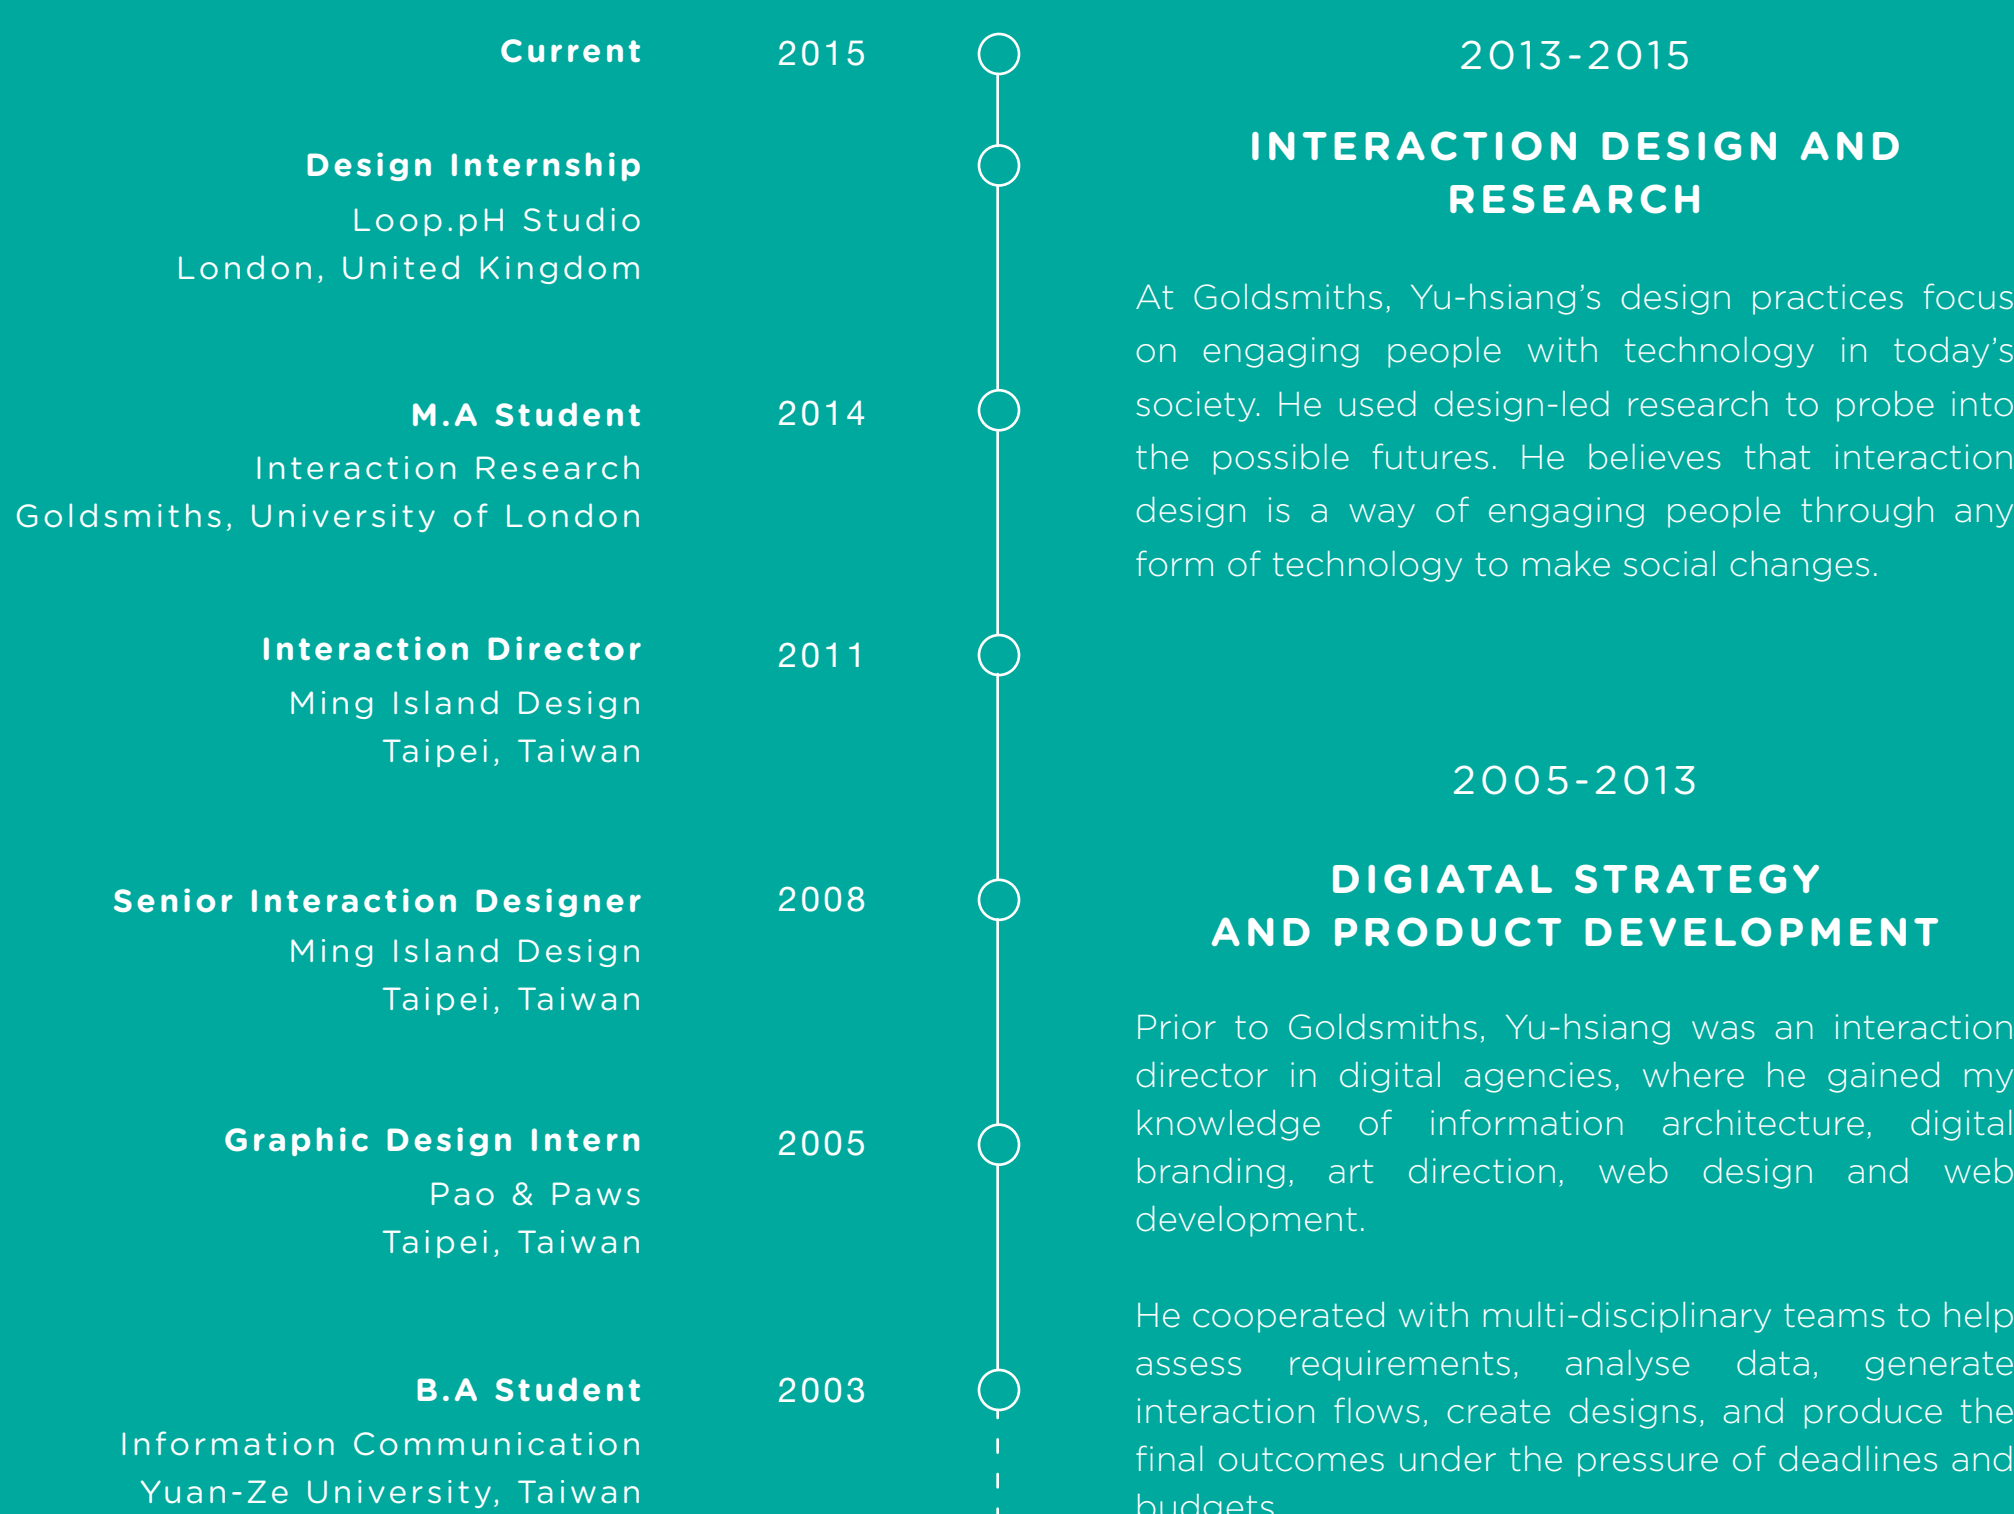 Current 2015
Design Internship
Loop.pH Studio
London, United Kingdom
M.A Student 2014
Interaction Research
Goldsmiths, University of London
Interaction Director 2011
Ming Island Design
Taipei, Taiwan
Senior Interaction Designer 2008
Ming Island Design
Taipei, Taiwan
Graphic Design Intern 2005
Pao & Paws
Taipei, Taiwan
B.A Student 2003
Information Communication
Yuan-Ze University, Taiwan
2013-2015
INTERACTION DESIGN AND
RESEARCH
At Goldsmiths, Yu-hsiang’s design practices focus
on engaging people with technology in today’s
society. He used design-led research to probe into
the possible futures. He believes that interaction
design is a way of engaging people through any
form of technology to make social changes.
2005-2013
DIGIATAL STRATEGY
AND PRODUCT DEVELOPMENT
Prior to Goldsmiths, Yu-hsiang was an interaction
director in digital agencies, where he gained my
knowledge of information architecture, digital
branding, art direction, web design and web
development.
He cooperated with multi-disciplinary teams to help
assess requirements, analyse data, generate
interaction flows, create designs, and produce the
final outcomes under the pressure of deadlines and
budgets